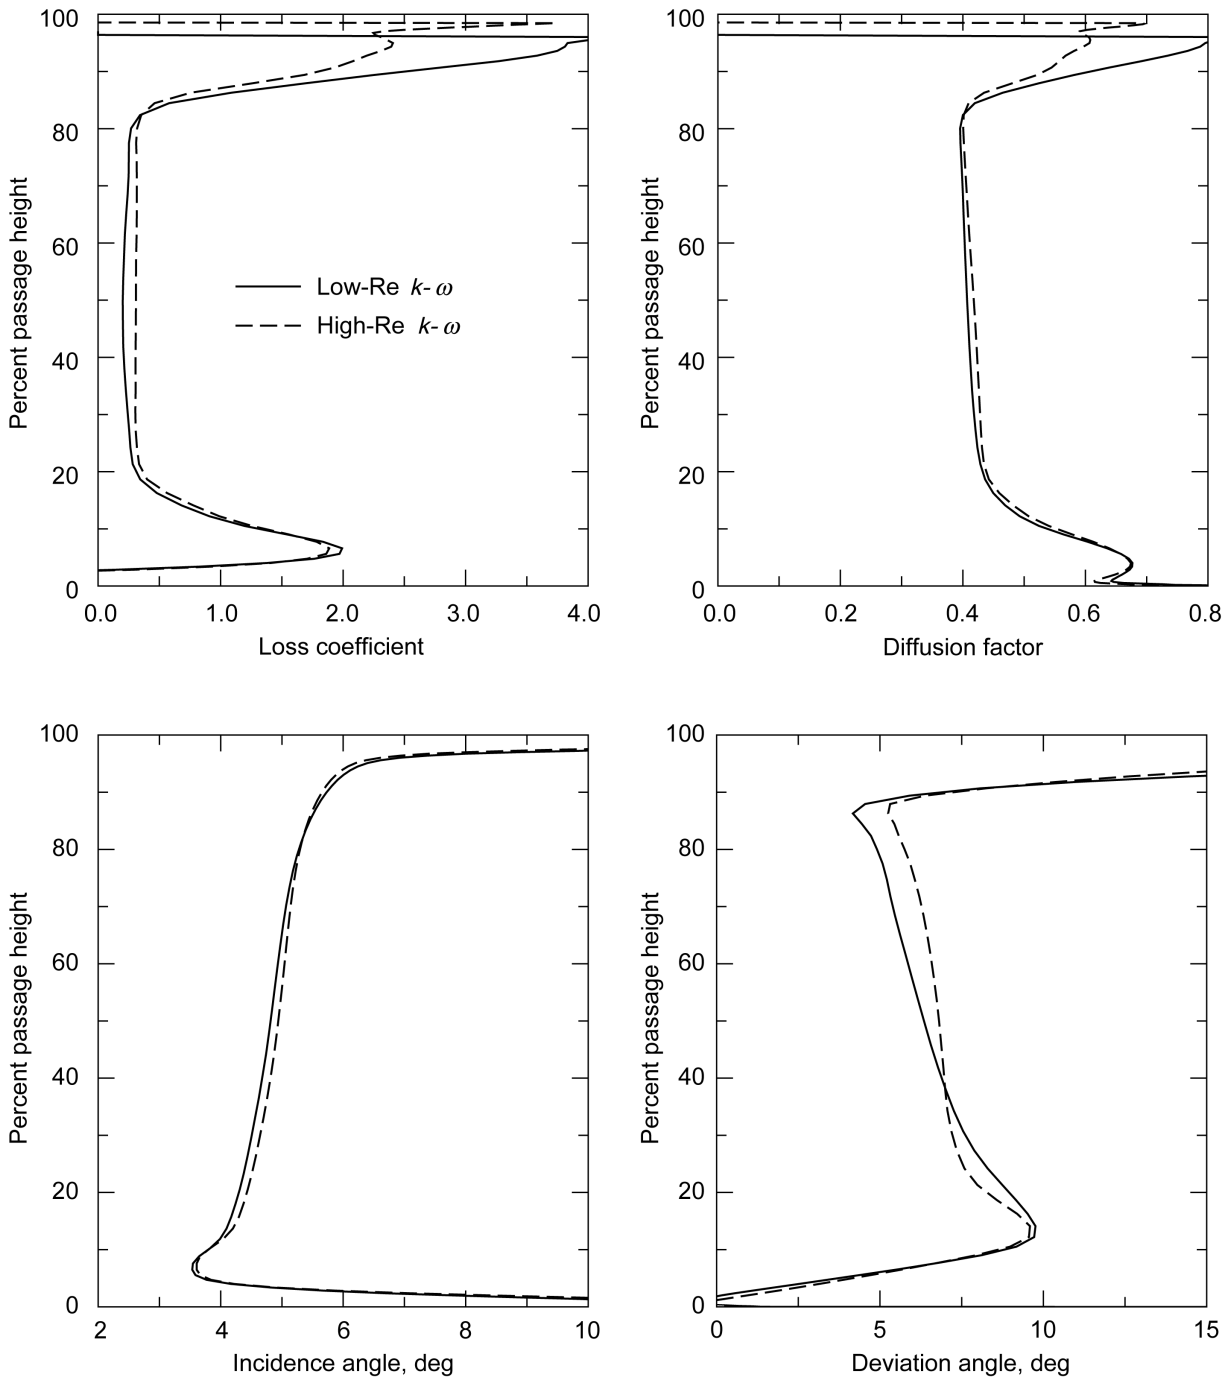 100
80
60
40
20
0
Percent passage height
Low-Re k-ω
High-Re k-ω
0.0 1.0 2.0 3.0 4.0
Loss coefficient
100
80
60
40
20
0
Percent passage height
0.0 0.2 0.4 0.6 0.8
Diffusion factor
100
80
60
40
20
0
Percent passage height
2 4 6 8 10
Incidence angle, deg
100
80
60
40
20
0
Percent passage height
0 5 10 15
Deviation angle, deg